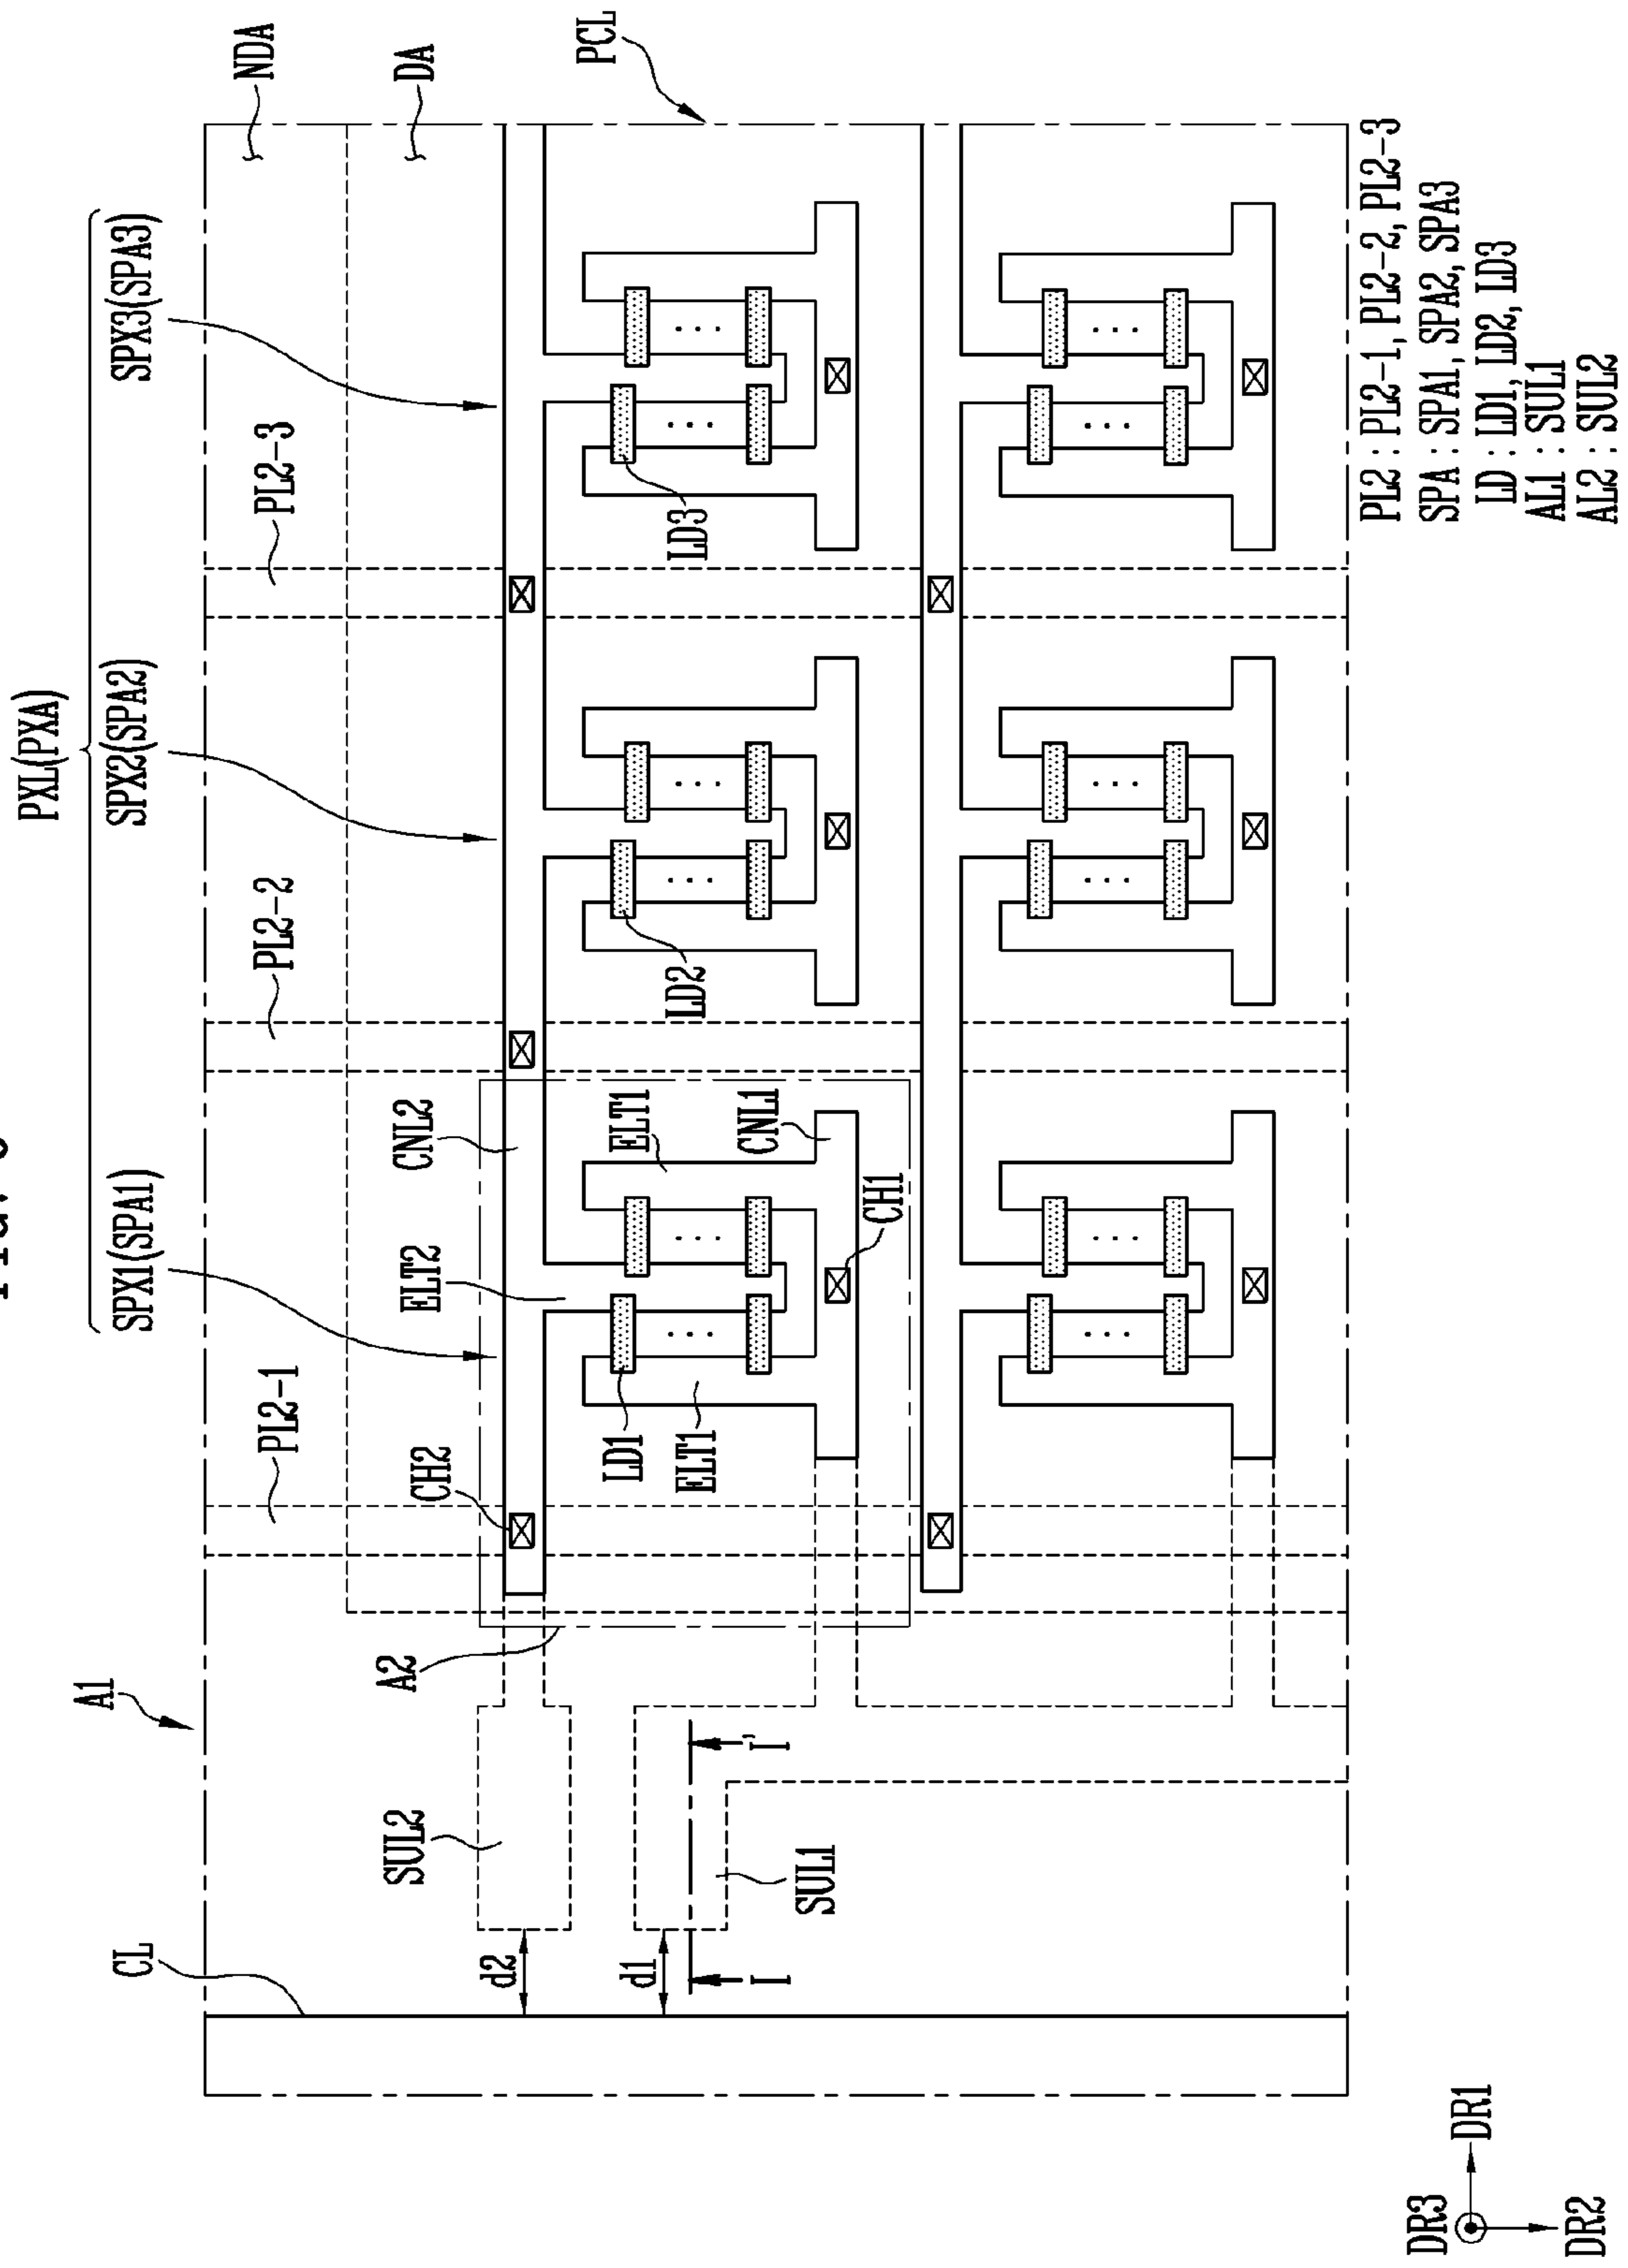 PXL(PXA)
SPX1(SPA1)
SPX2(SPA2)
SPX3(SPA3)
A1
PL2-1
PL2-2
PL2-3
NDA
DA
CL
SUL2
A2
CH2
ELT2
CNL2
PCL
d2
d1
I
I'
SUL1
LD1
ELT1
ELT1
CNL1
CH1
LD2
LD3
PL2 : PL2-1, PL2-2, PL2-3
SPA : SPA1, SPA2, SPA3
LD : LD1, LD2, LD3
AL1 : SUL1
AL2 : SUL2
DR3
DR1
DR2